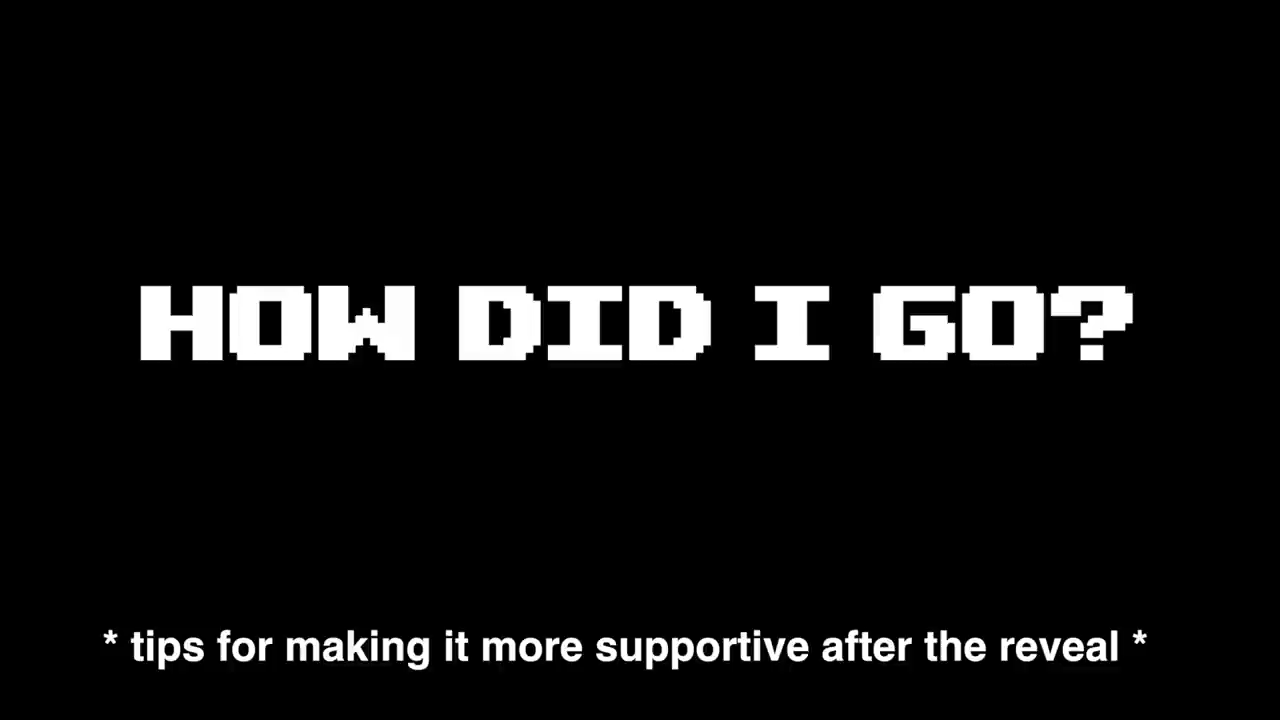 HOW DID I GO?
* tips for making it more supportive after the reveal *